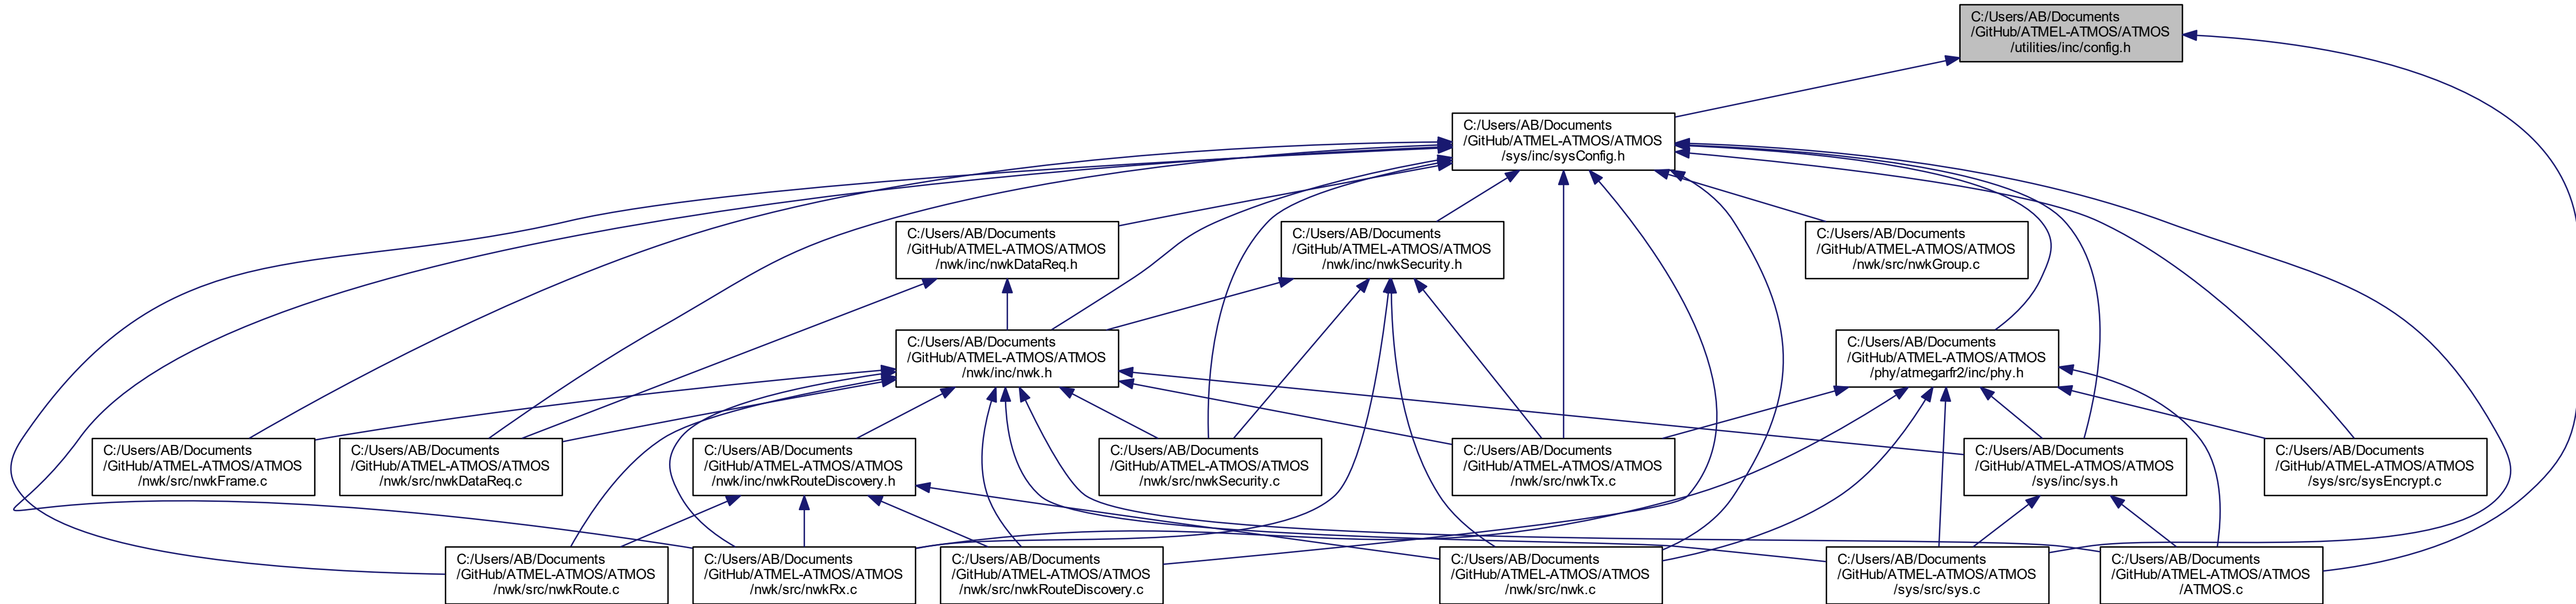 C:/Users/AB/Documents
/GitHub/ATMEL-ATMOS/ATMOS
/utilities/inc/config.h
C:/Users/AB/Documents
/GitHub/ATMEL-ATMOS/ATMOS
/sys/inc/sysConfig.h
C:/Users/AB/Documents
/GitHub/ATMEL-ATMOS/ATMOS
/nwk/inc/nwkDataReq.h
C:/Users/AB/Documents
/GitHub/ATMEL-ATMOS/ATMOS
/nwk/inc/nwkSecurity.h
C:/Users/AB/Documents
/GitHub/ATMEL-ATMOS/ATMOS
/nwk/src/nwkGroup.c
C:/Users/AB/Documents
/GitHub/ATMEL-ATMOS/ATMOS
/nwk/inc/nwk.h
C:/Users/AB/Documents
/GitHub/ATMEL-ATMOS/ATMOS
/phy/atmegarfr2/inc/phy.h
C:/Users/AB/Documents
/GitHub/ATMEL-ATMOS/ATMOS
/nwk/src/nwkFrame.c
C:/Users/AB/Documents
/GitHub/ATMEL-ATMOS/ATMOS
/nwk/src/nwkDataReq.c
C:/Users/AB/Documents
/GitHub/ATMEL-ATMOS/ATMOS
/nwk/inc/nwkRouteDiscovery.h
C:/Users/AB/Documents
/GitHub/ATMEL-ATMOS/ATMOS
/nwk/src/nwkSecurity.c
C:/Users/AB/Documents
/GitHub/ATMEL-ATMOS/ATMOS
/nwk/src/nwkTx.c
C:/Users/AB/Documents
/GitHub/ATMEL-ATMOS/ATMOS
/sys/inc/sys.h
C:/Users/AB/Documents
/GitHub/ATMEL-ATMOS/ATMOS
/sys/src/sysEncrypt.c
C:/Users/AB/Documents
/GitHub/ATMEL-ATMOS/ATMOS
/nwk/src/nwkRoute.c
C:/Users/AB/Documents
/GitHub/ATMEL-ATMOS/ATMOS
/nwk/src/nwkRx.c
C:/Users/AB/Documents
/GitHub/ATMEL-ATMOS/ATMOS
/nwk/src/nwkRouteDiscovery.c
C:/Users/AB/Documents
/GitHub/ATMEL-ATMOS/ATMOS
/nwk/src/nwk.c
C:/Users/AB/Documents
/GitHub/ATMEL-ATMOS/ATMOS
/sys/src/sys.c
C:/Users/AB/Documents
/GitHub/ATMEL-ATMOS/ATMOS
/ATMOS.c